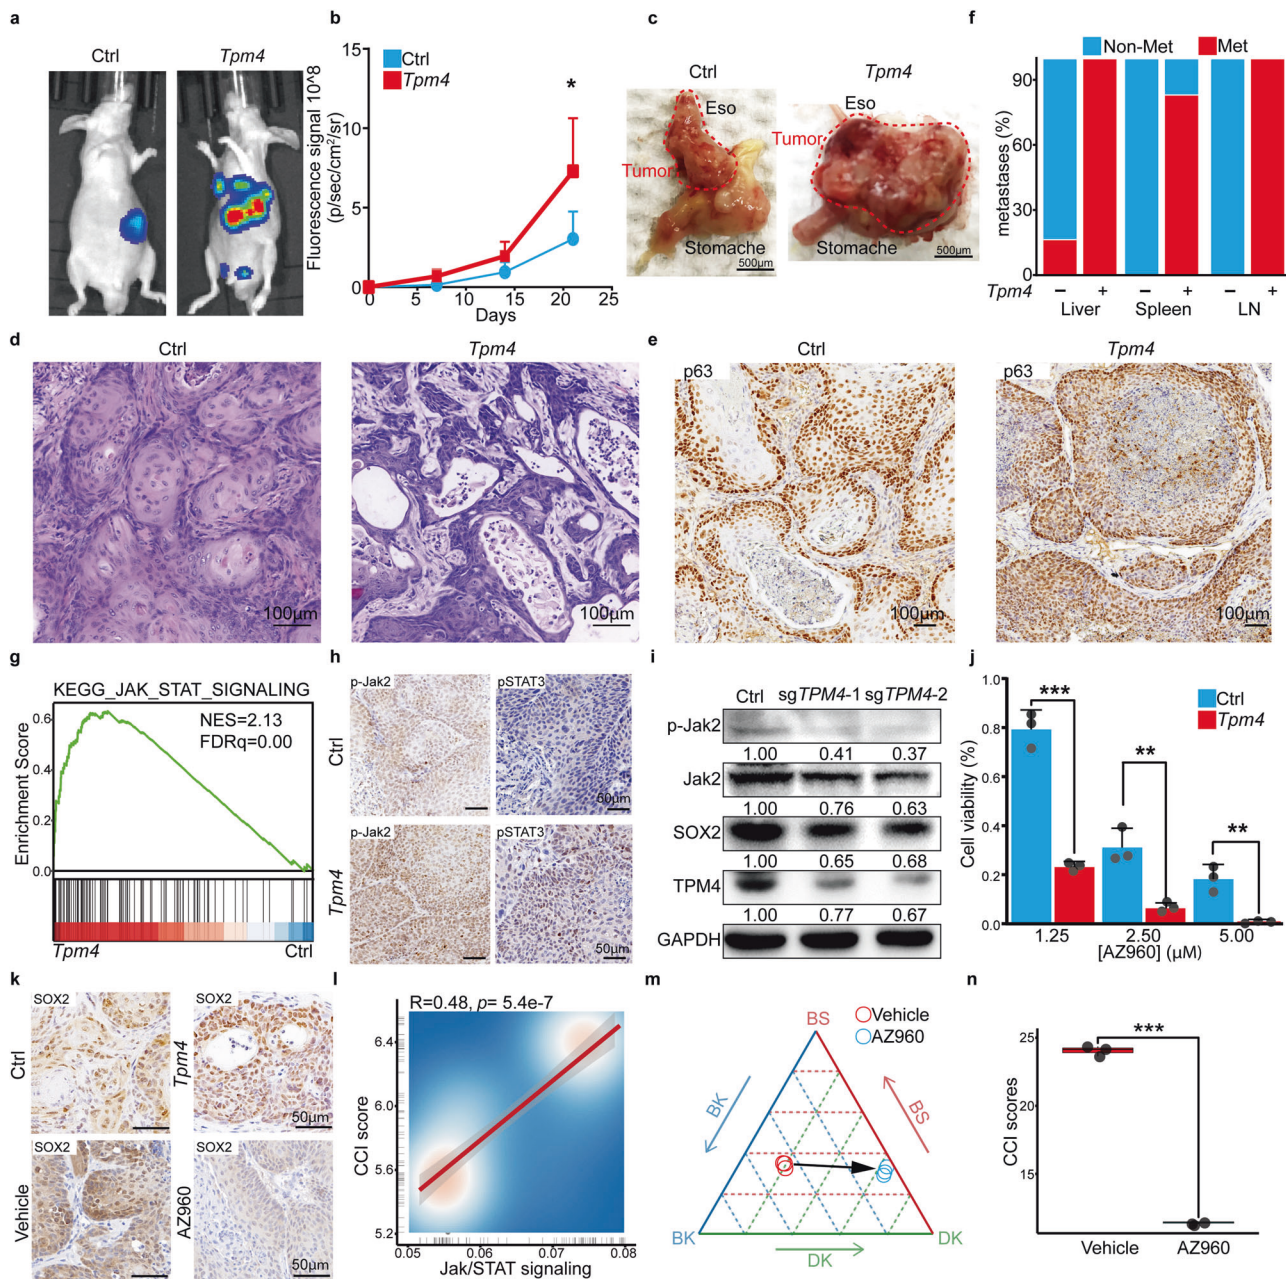 a
Ctrl
Tpm4
b
Fluorescence signal 10^8
(p/sec/cm²/sr)
15
10
5
0
0 5 10 15 20 25
Days
Ctrl
Tpm4
*
c
Ctrl
Tpm4
Eso
Tumor
Stomache
500μm
Eso
Tumor
Stomache
500μm
f
Non-Met
Met
metastases (%)
90
60
30
0
Tpm4 − + − + − +
Liver Spleen LN
d
Ctrl
Tpm4
100μm
100μm
e
Ctrl
Tpm4
p63
p63
100μm
100μm
g
KEGG_JAK_STAT_SIGNALING
NES=2.13
FDRq=0.00
Enrichment Score
0.6
0.4
0.2
0.0
Tpm4
Ctrl
h
Ctrl
p-Jak2
pSTAT3
Tpm4
p-Jak2
pSTAT3
50μm
i
Ctrl sgTPM4-1 sgTPM4-2
p-Jak2
1.00 0.41 0.37
Jak2
1.00 0.76 0.63
SOX2
1.00 0.65 0.68
TPM4
1.00 0.77 0.67
GAPDH
j
Cell viability (%)
0.8
0.6
0.4
0.2
0.0
***
**
**
Ctrl
Tpm4
1.25 2.50 5.00
[AZ960] (μM)
k
Ctrl
SOX2
Tpm4
SOX2
50μm
Vehicle
SOX2
AZ960
SOX2
50μm
l
R=0.48, p= 5.4e-7
CCI score
6.4
6.0
5.6
5.2
0.05 0.06 0.07 0.08
Jak/STAT signaling
m
Vehicle
AZ960
BS
BK
BS
BK
DK
DK
n
CCI scores
25
20
15
***
Vehicle AZ960